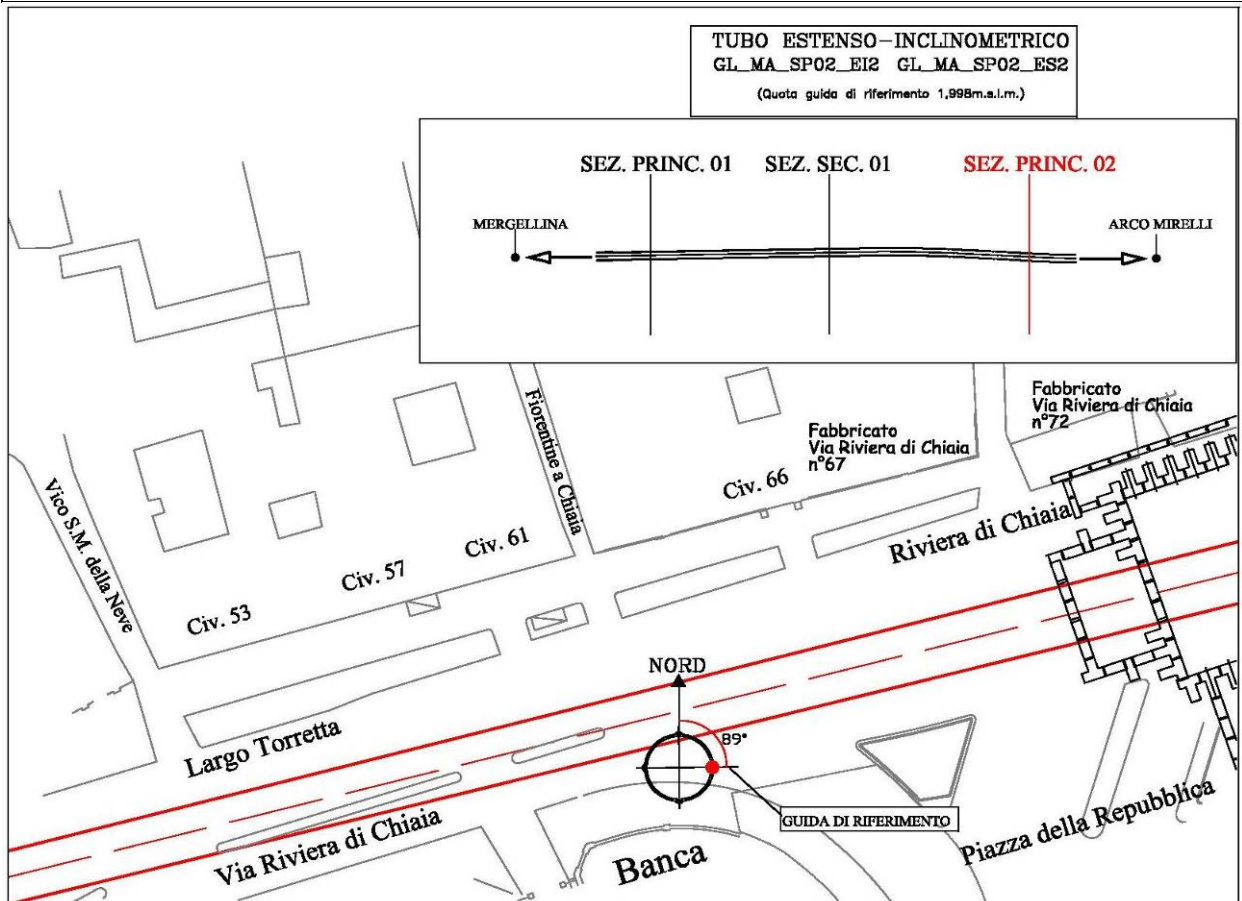 TUBO ESTENSO-INCLINOMETRICO
GL_MA_SP02_EI2 GL_MA_SP02_ES2
(Quota guida di riferimento 1,998m.s.l.m.)
SEZ. PRINC. 01
SEZ. SEC. 01
SEZ. PRINC. 02
MERGELLINA
ARCO MIRELLI
Fabbricato
Via Riviera di Chiaia
n°72
Fabbricato
Via Riviera di Chiaia
n°67
Fiorentine a Chiaia
Civ. 66
Vico S.M. della Neve
Civ. 61
Civ. 57
Civ. 53
Riviera di Chiaia
NORD
89°
Largo Torretta
GUIDA DI RIFERIMENTO
Via Riviera di Chiaia
Banca
Piazza della Repubblica